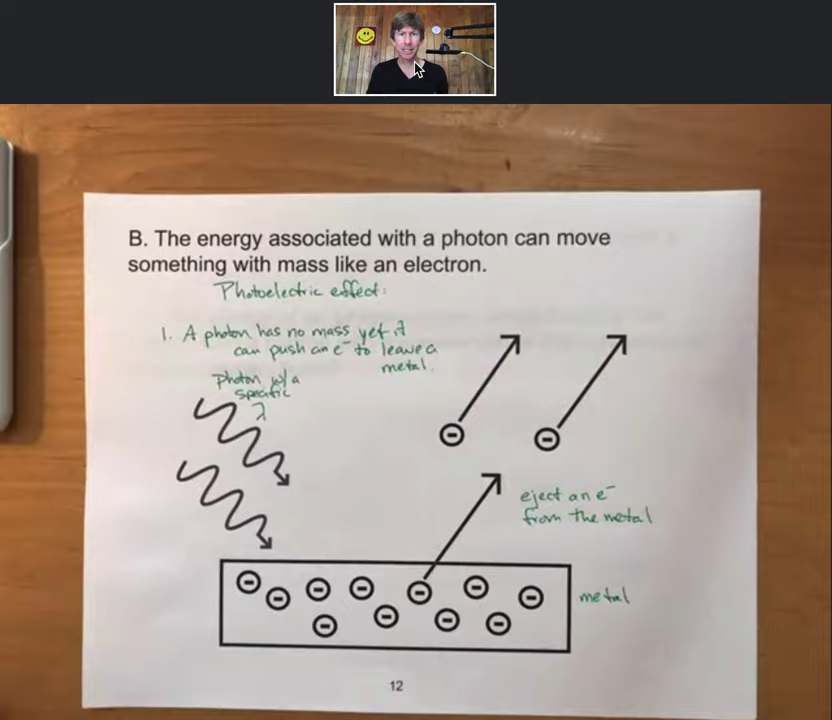 B. The energy associated with a photon can move
something with mass like an electron.
Photoelectric effect:
1. A photon has no mass yet it
can push an e⁻ to leave a
metal.
Photon w/a
specific
λ
eject an e⁻
from the metal
metal
12